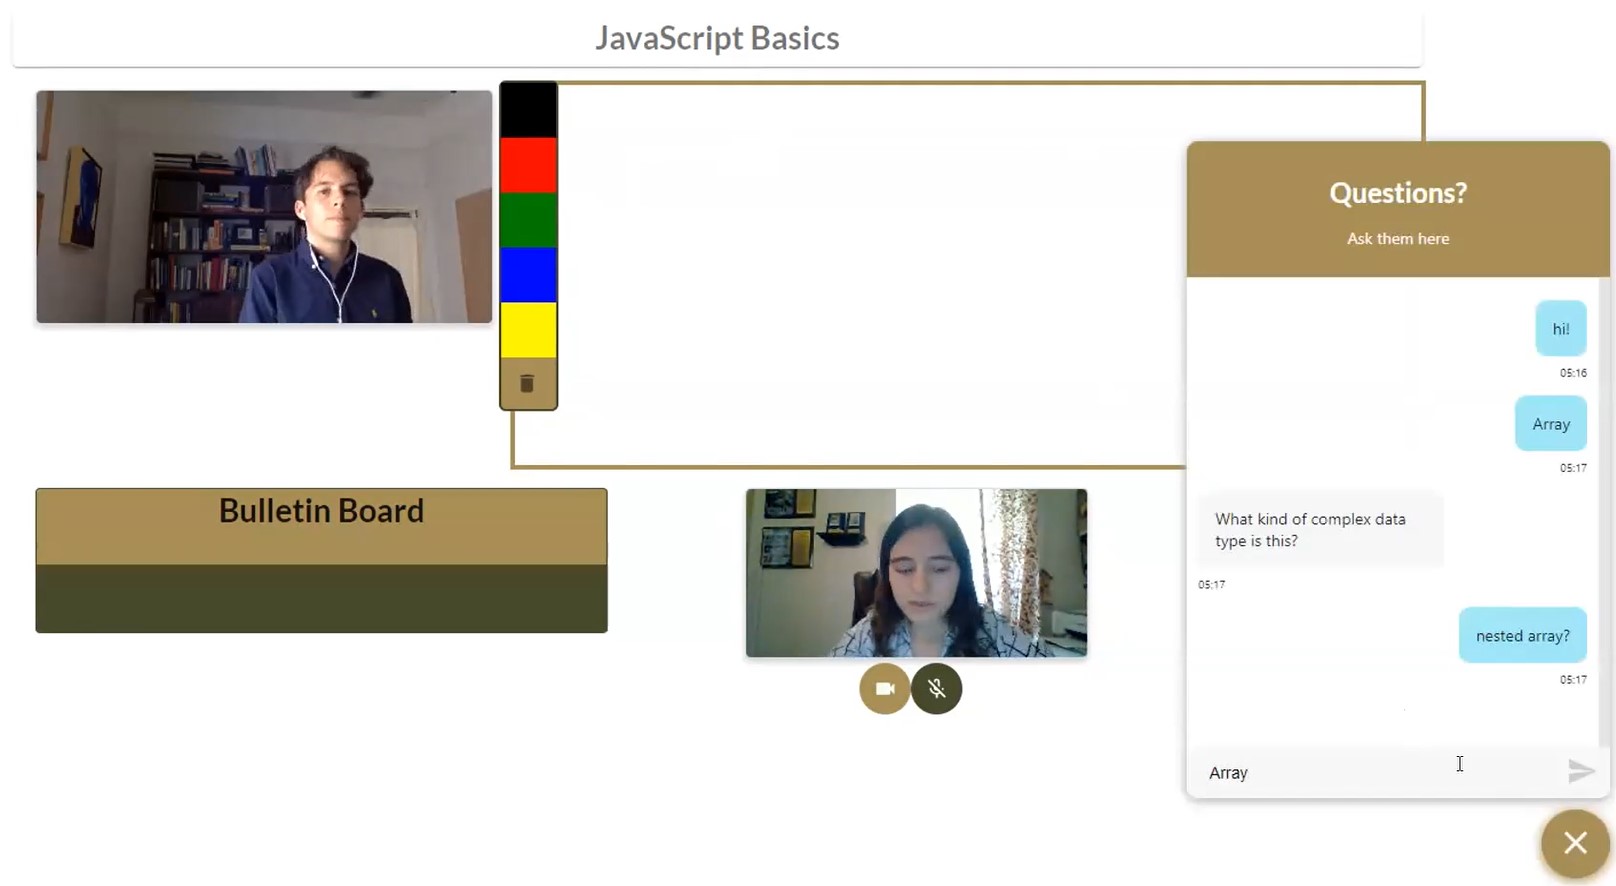 JavaScript Basics
Questions?
Ask them here
hi!
05:16
Array
05:17
What kind of complex data
type is this?
05:17
nested array?
05:17
Array
Bulletin Board